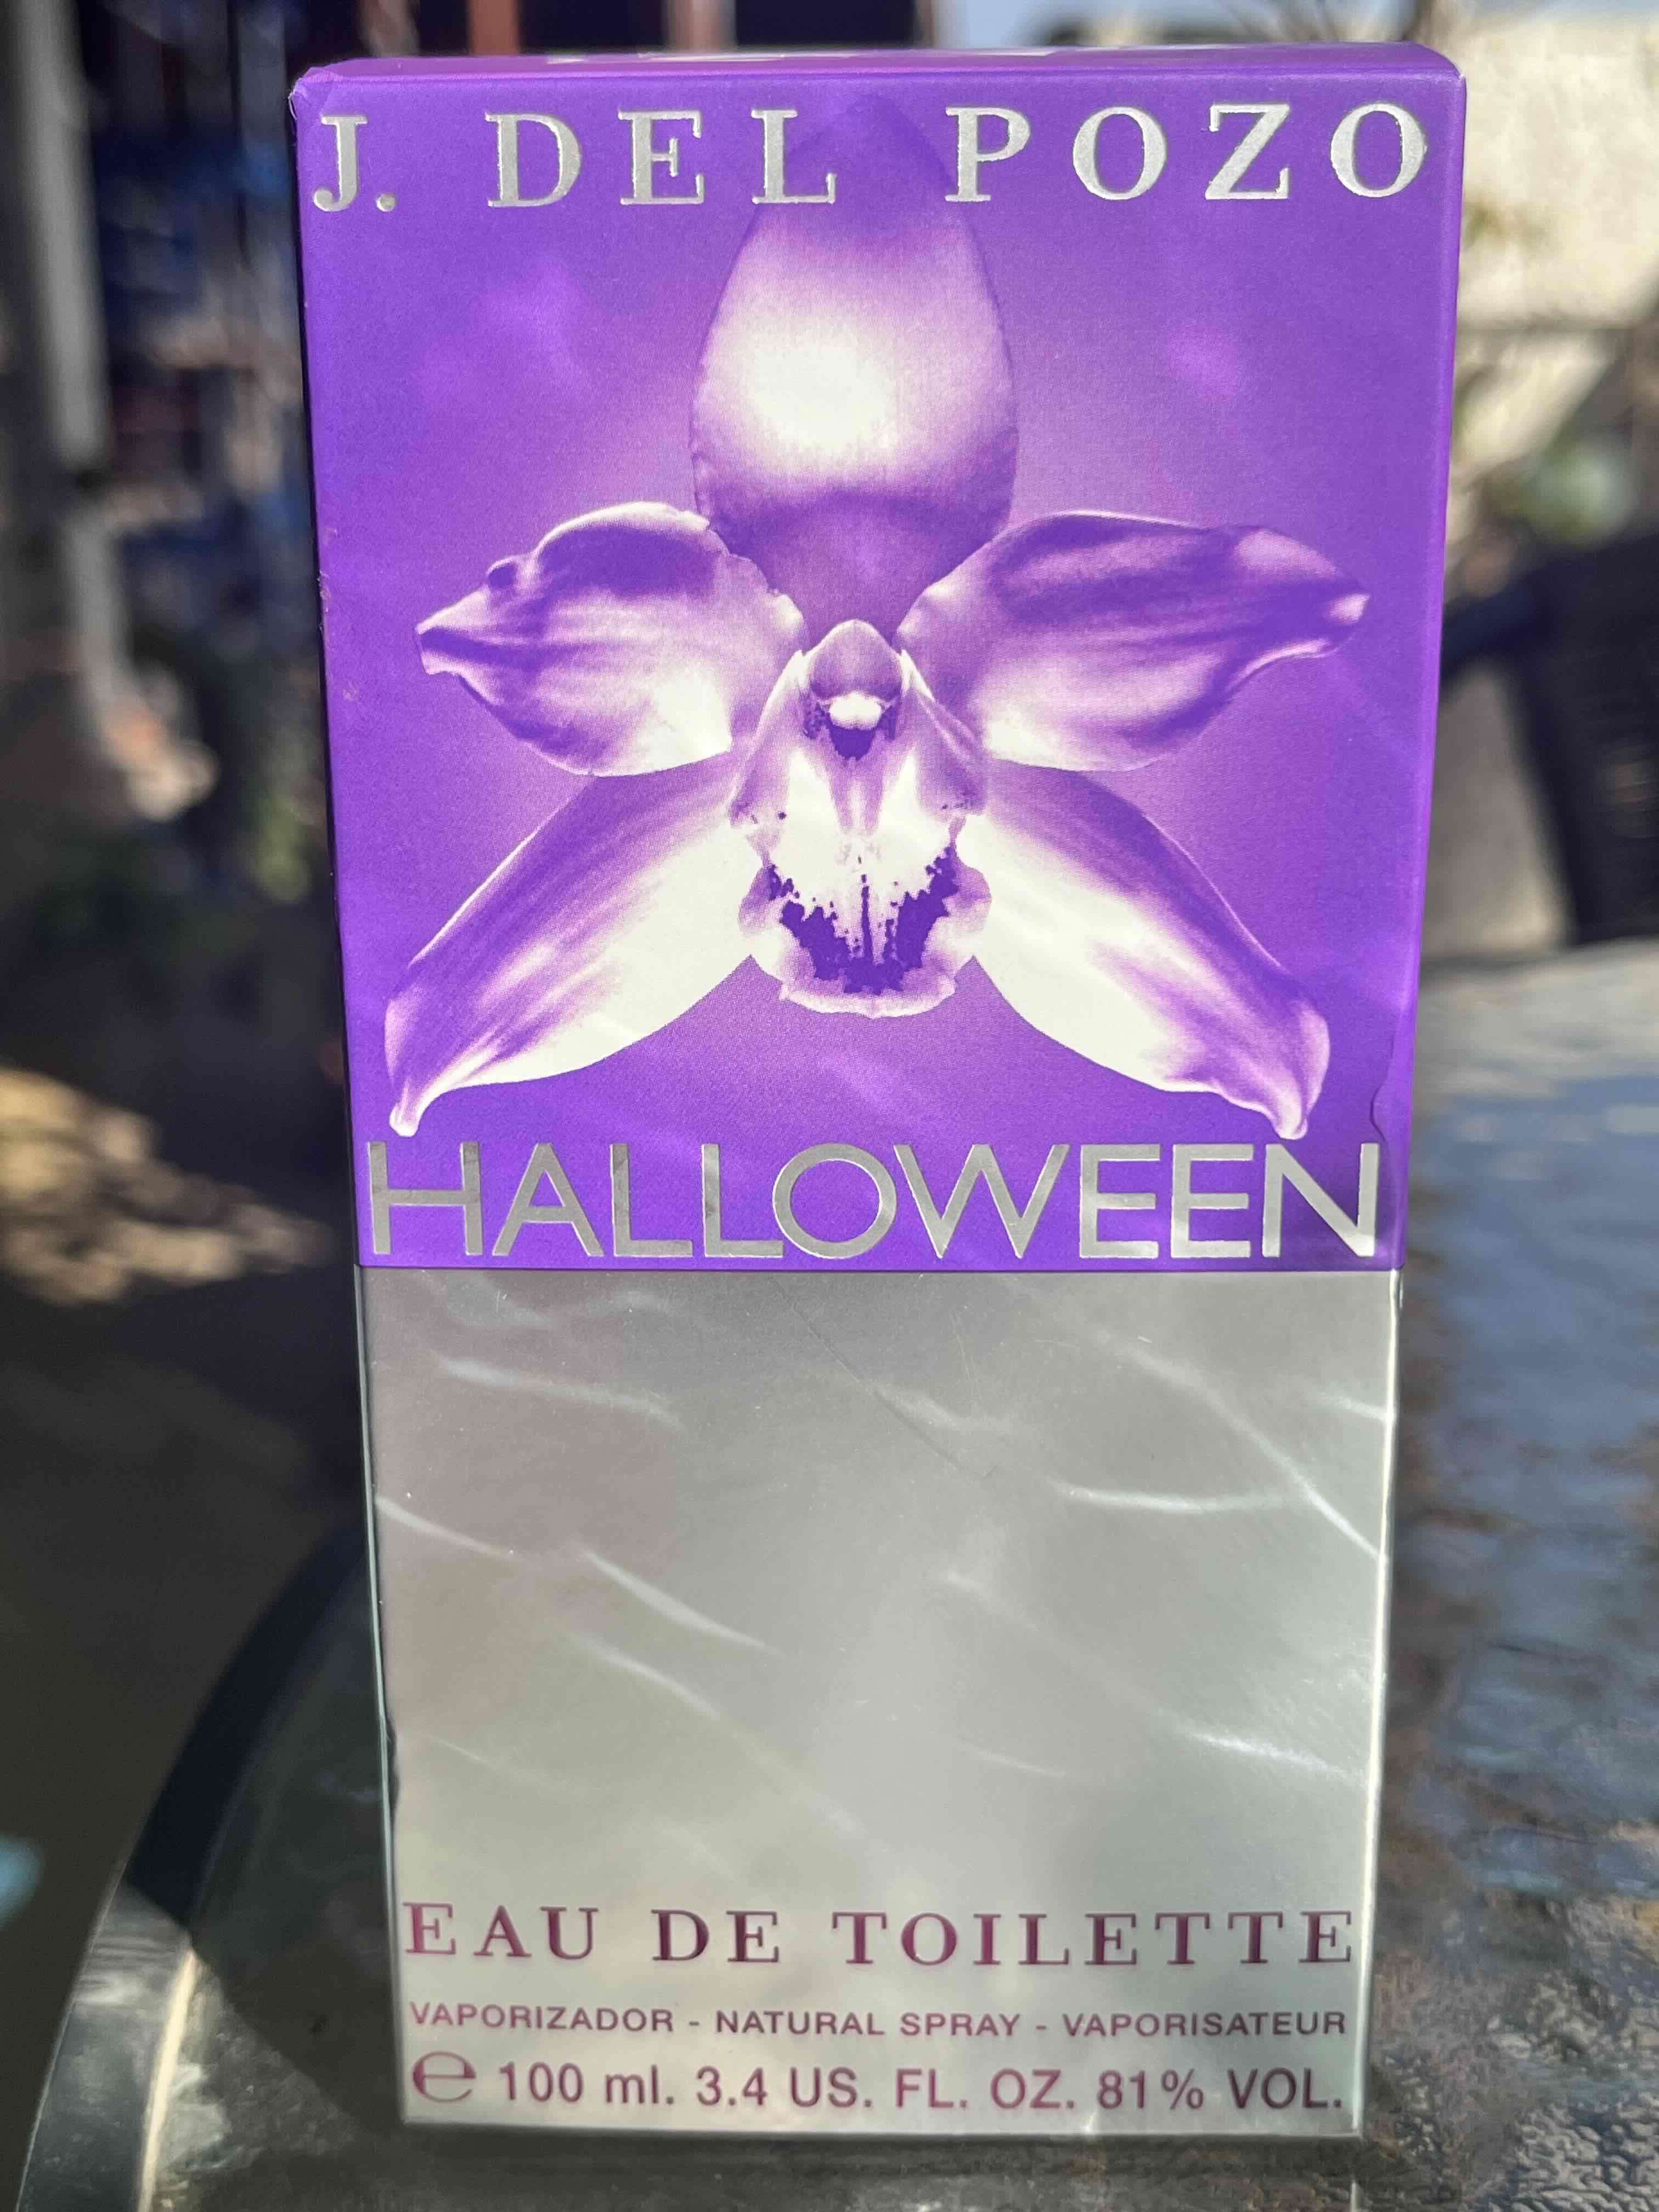 J. DEL POZO
HALLOWEEN
EAU DE TOILETTE
VAPORIZADOR - NATURAL SPRAY - VAPORISATEUR
℮ 100 ml. 3.4 US. FL. OZ. 81% VOL.